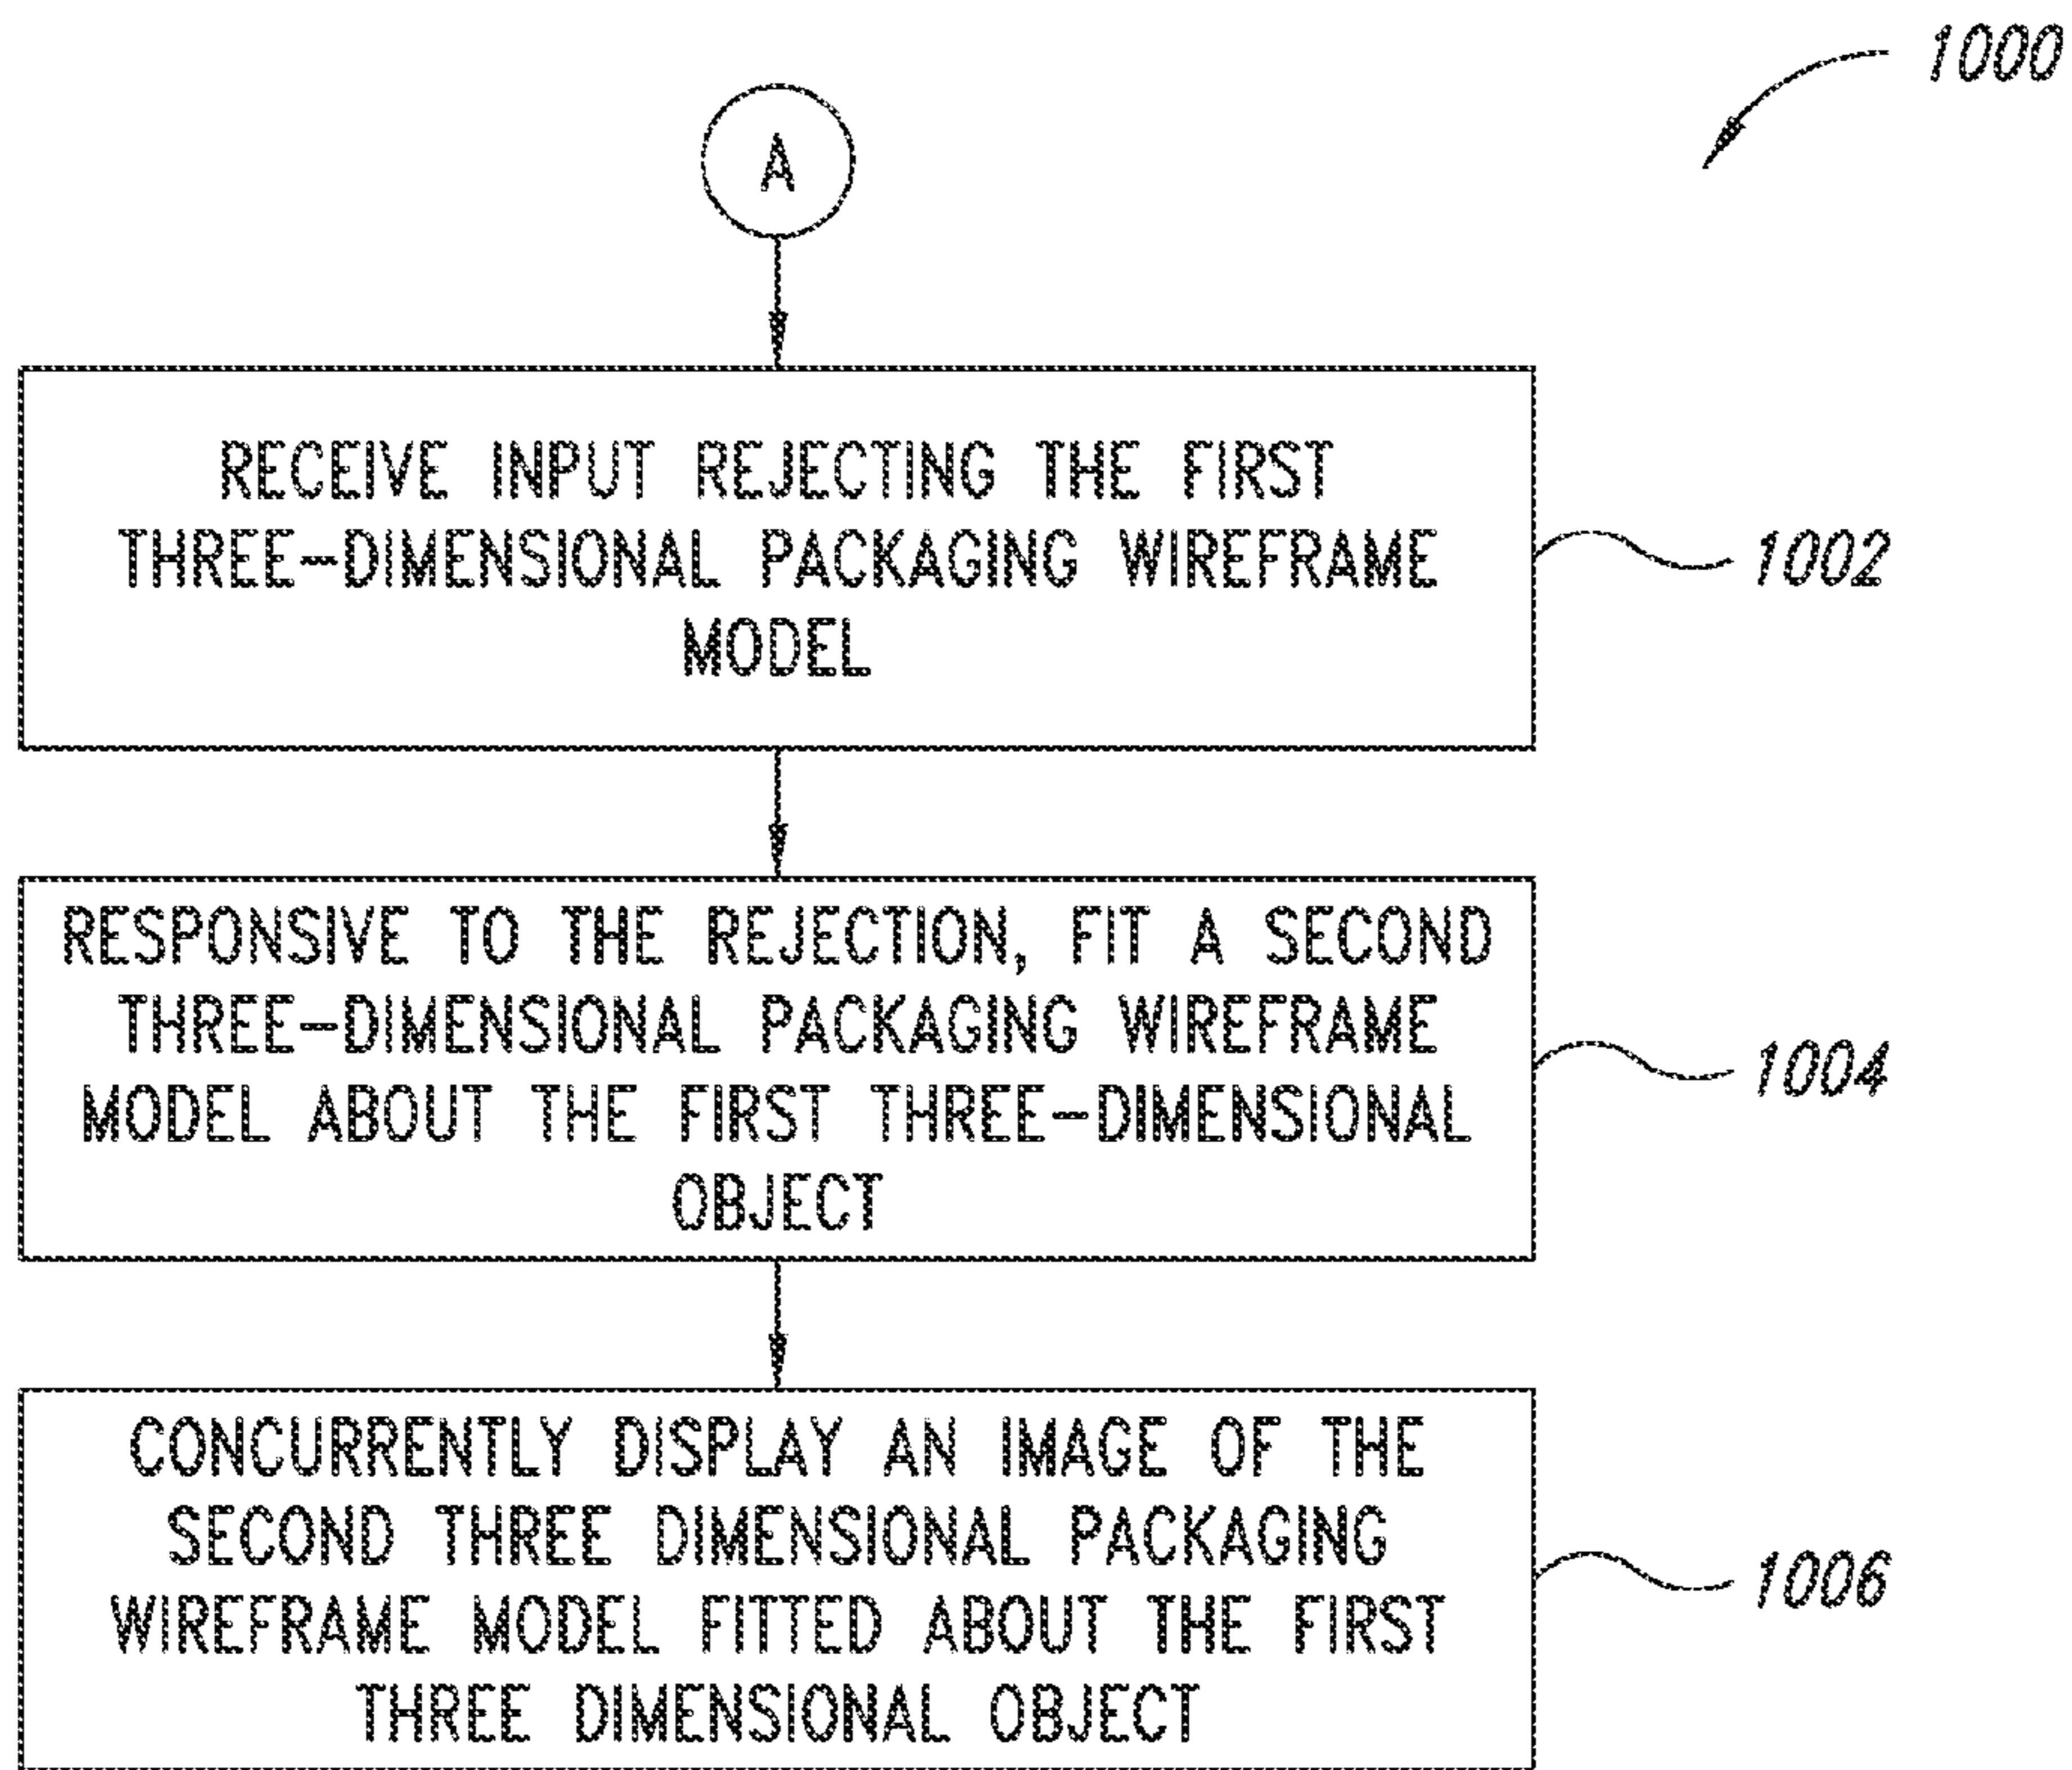 1000
A
RECEIVE INPUT REJECTING THE FIRST
THREE-DIMENSIONAL PACKAGING WIREFRAME
MODEL
1002
RESPONSIVE TO THE REJECTION, FIT A SECOND
THREE-DIMENSIONAL PACKAGING WIREFRAME
MODEL ABOUT THE FIRST THREE-DIMENSIONAL
OBJECT
1004
CONCURRENTLY DISPLAY AN IMAGE OF THE
SECOND THREE DIMENSIONAL PACKAGING
WIREFRAME MODEL FITTED ABOUT THE FIRST
THREE DIMENSIONAL OBJECT
1006